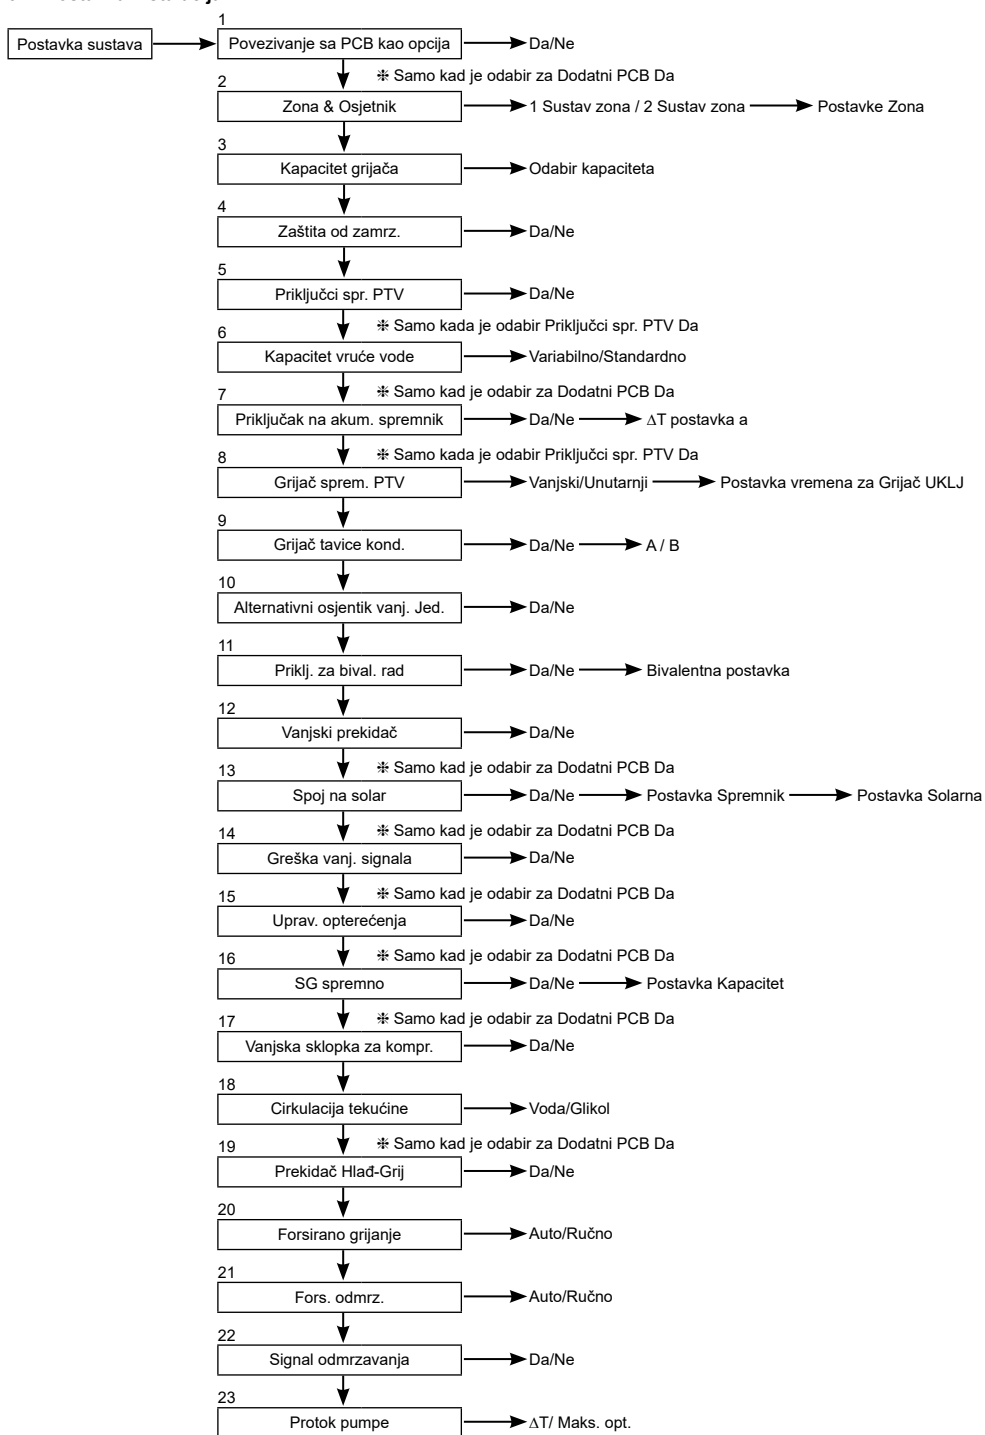 1
Postavka sustava
Povezivanje sa PCB kao opcija
Da/Ne
❈ Samo kad je odabir za Dodatni PCB Da
2
Zona & Osjetnik
1 Sustav zona / 2 Sustav zona
Postavke Zona
3
Kapacitet grijača
Odabir kapaciteta
4
Zaštita od zamrz.
Da/Ne
5
Priključci spr. PTV
Da/Ne
❈ Samo kada je odabir Priključci spr. PTV Da
6
Kapacitet vruće vode
Variabilno/Standardno
❈ Samo kad je odabir za Dodatni PCB Da
7
Priključak na akum. spremnik
Da/Ne
∆T postavka a
❈ Samo kada je odabir Priključci spr. PTV Da
8
Grijač sprem. PTV
Vanjski/Unutarnji
Postavka vremena za Grijač UKLJ
9
Grijač tavice kond.
Da/Ne
A / B
10
Alternativni osjentik vanj. Jed.
Da/Ne
11
Priklj. za bival. rad
Da/Ne
Bivalentna postavka
12
Vanjski prekidač
Da/Ne
❈ Samo kad je odabir za Dodatni PCB Da
13
Spoj na solar
Da/Ne
Postavka Spremnik
Postavka Solarna
❈ Samo kad je odabir za Dodatni PCB Da
14
Greška vanj. signala
Da/Ne
❈ Samo kad je odabir za Dodatni PCB Da
15
Uprav. opterećenja
Da/Ne
❈ Samo kad je odabir za Dodatni PCB Da
16
SG spremno
Da/Ne
Postavka Kapacitet
❈ Samo kad je odabir za Dodatni PCB Da
17
Vanjska sklopka za kompr.
Da/Ne
18
Cirkulacija tekućine
Voda/Glikol
❈ Samo kad je odabir za Dodatni PCB Da
19
Prekidač Hlađ-Grij
Da/Ne
20
Forsirano grijanje
Auto/Ručno
21
Fors. odmrz.
Auto/Ručno
22
Signal odmrzavanja
Da/Ne
23
Protok pumpe
∆T/ Maks. opt.